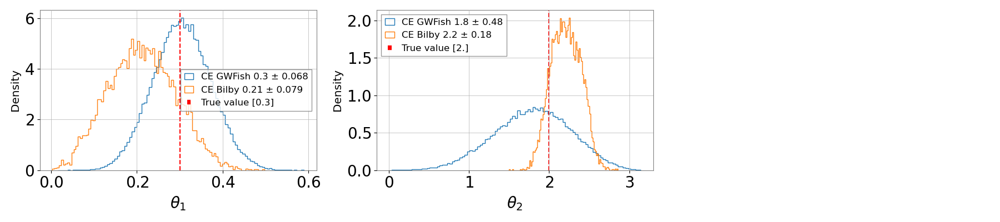 6
4
2
0
Density
CE GWFish 0.3 ± 0.068
CE Bilby 0.21 ± 0.079
True value [0.3]
0.0 0.2 0.4 0.6
θ1
2.0
1.5
1.0
0.5
0.0
Density
CE GWFish 1.8 ± 0.48
CE Bilby 2.2 ± 0.18
True value [2.]
0 1 2 3
θ2